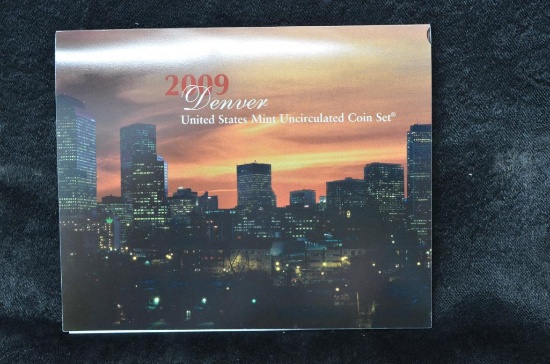 2009
Denver
United States Mint Uncirculated Coin Set®